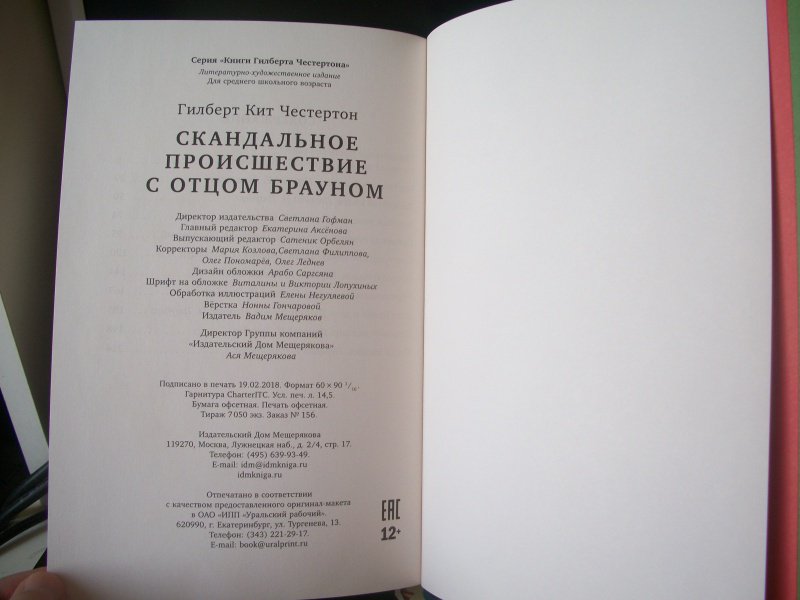 Серия «Книги Гилберта Честертона»
Литературно-художественное издание
Для среднего школьного возраста
Гилберт Кит Честертон
СКАНДАЛЬНОЕ
ПРОИСШЕСТВИЕ
С ОТЦОМ БРАУНОМ
Директор издательства Светлана Гофман
Главный редактор Екатерина Аксёнова
Выпускающий редактор Сатеник Орбелян
Корректоры Мария Козлова,Светлана Филиппова,
Олег Пономарёв, Олег Леднев
Дизайн обложки Арабо Саргсяна
Шрифт на обложке Виталины и Виктории Лопухиных
Обработка иллюстраций Елены Негуляевой
Вёрстка Нонны Гончаровой
Издатель Вадим Мещеряков
Директор Группы компаний
«Издательский Дом Мещерякова»
Ася Мещерякова
Подписано в печать 19.02.2018. Формат 60 × 90 1/16.
Гарнитура CharterITC. Усл. печ. л. 14,5.
Бумага офсетная. Печать офсетная.
Тираж 7 050 экз. Заказ № 156.
Издательский Дом Мещерякова
119270, Москва, Лужнецкая наб., д. 2/4, стр. 17.
Телефон: (495) 639-93-49.
E-mail: idm@idmkniga.ru
idmkniga.ru
Отпечатано в соответствии
с качеством предоставленного оригинал-макета
в ОАО «ИПП «Уральский рабочий».
620990, г. Екатеринбург, ул. Тургенева, 13.
Телефон: (343) 221-29-17.
E-mail: book@uralprint.ru
ЕАС
12+